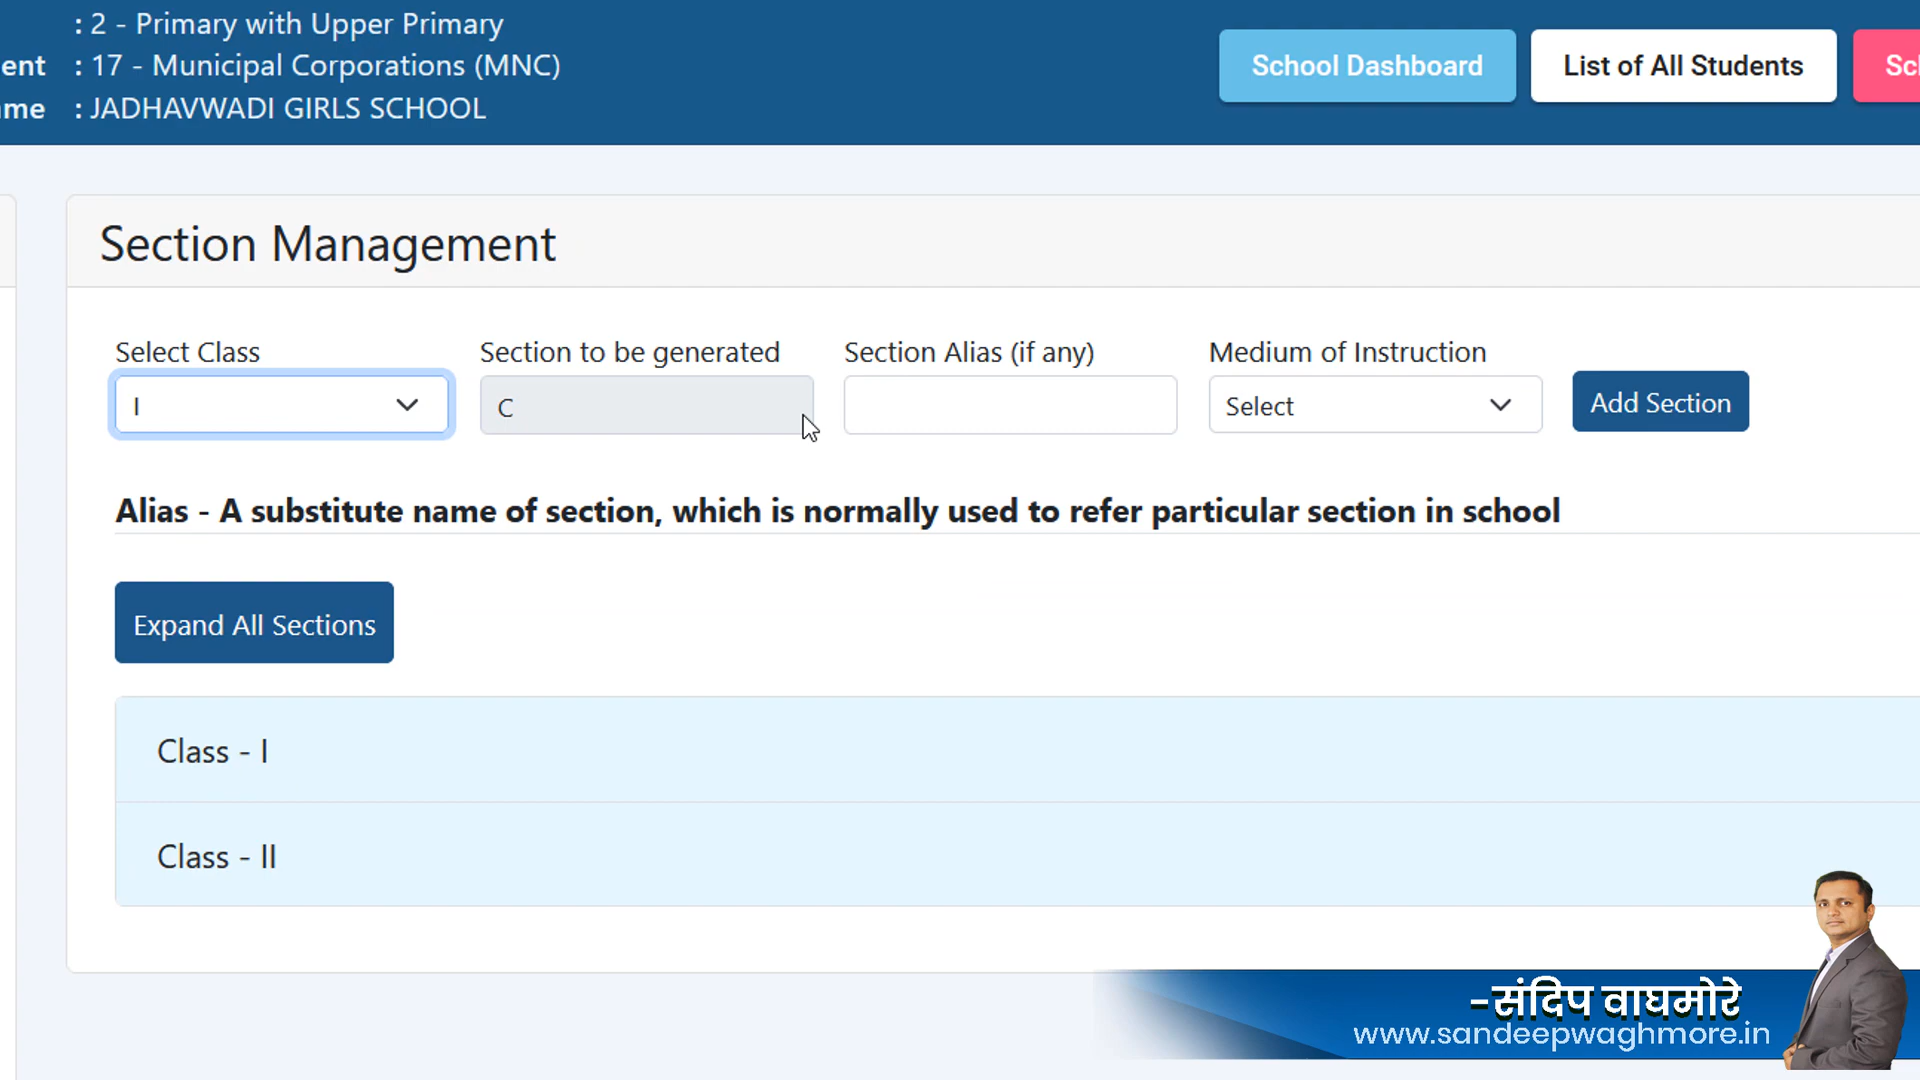 : 2 - Primary with Upper Primary
ent : 17 - Municipal Corporations (MNC)
me : JADHAVWADI GIRLS SCHOOL
School Dashboard
List of All Students
Sch
Section Management
Select Class
Section to be generated
Section Alias (if any)
Medium of Instruction
I
C
Select
Add Section
Alias - A substitute name of section, which is normally used to refer particular section in school
Expand All Sections
Class - I
Class - II
-संदिप वाघमोरे
www.sandeepwaghmore.in